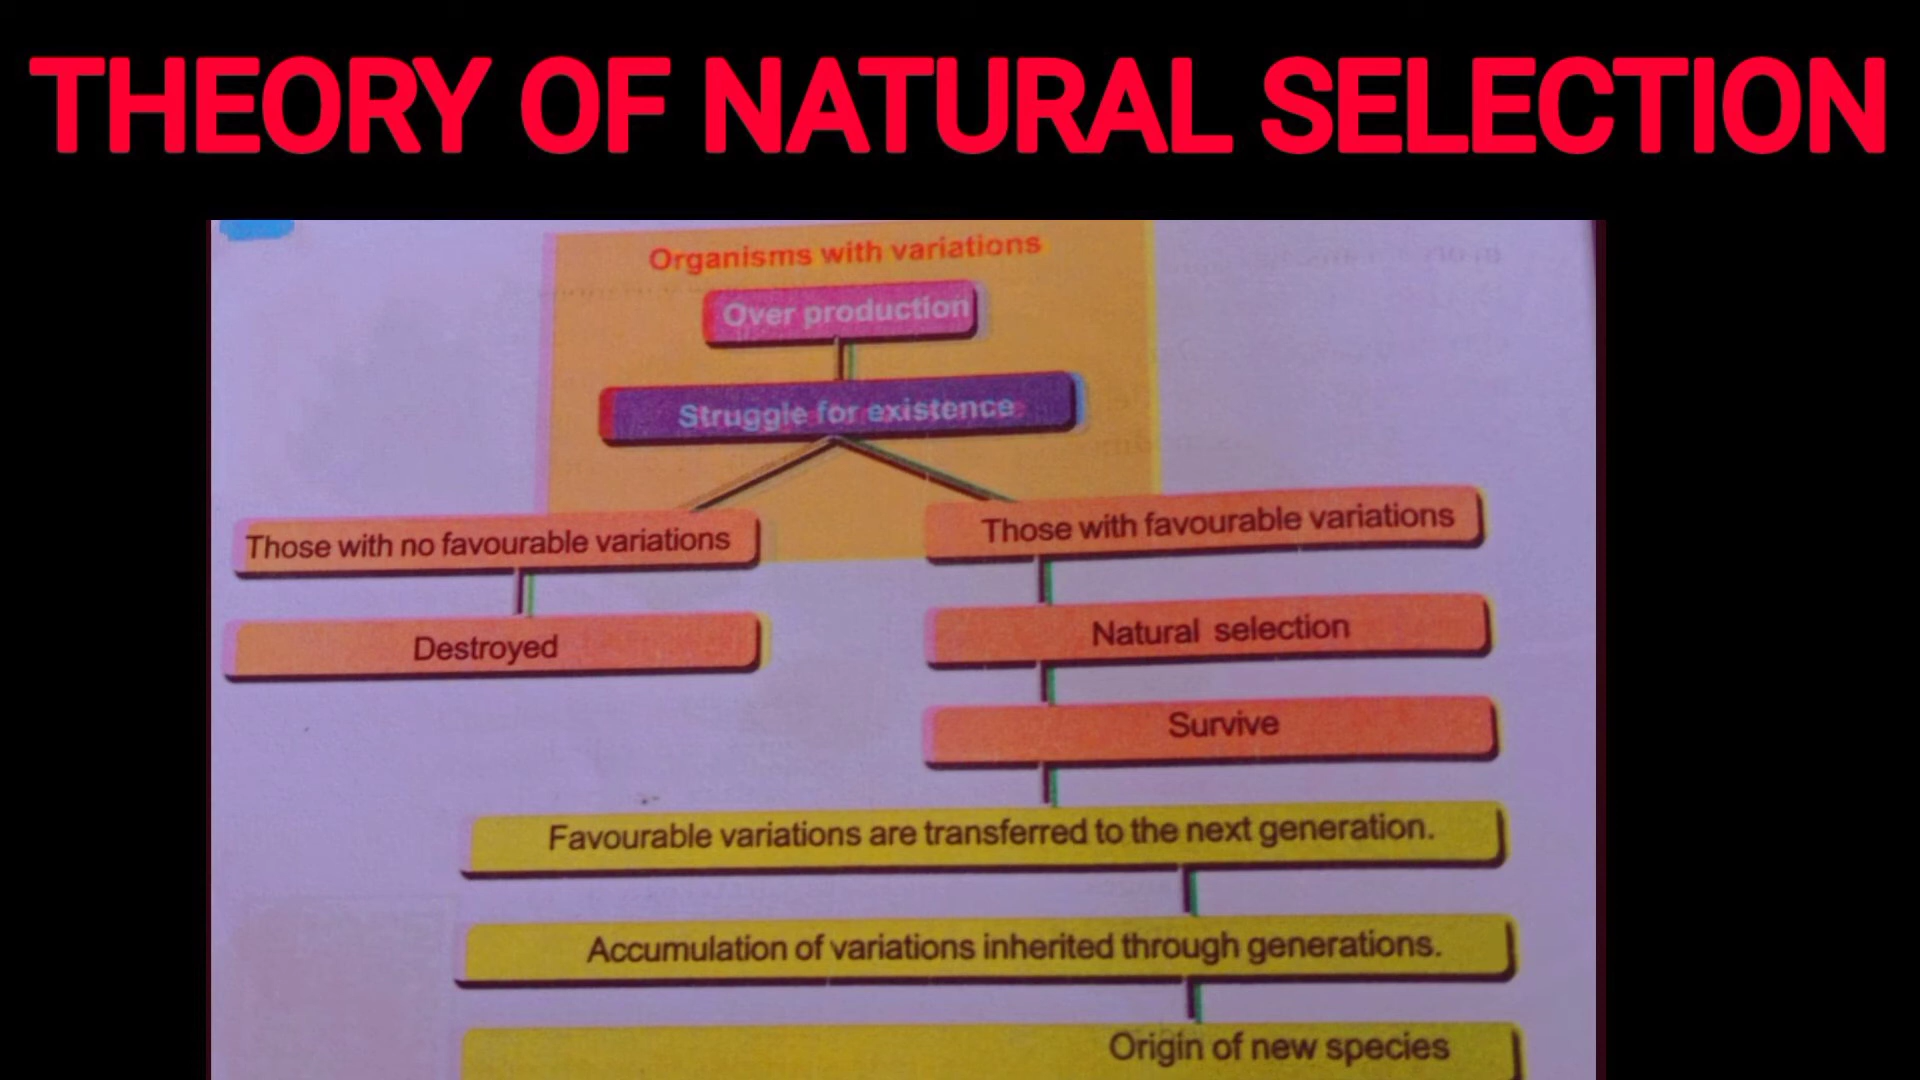 THEORY OF NATURAL SELECTION
Organisms with variations
Over production
Struggle for existence
Those with no favourable variations
Those with favourable variations
Destroyed
Natural selection
Survive
Favourable variations are transferred to the next generation.
Accumulation of variations inherited through generations.
Origin of new species